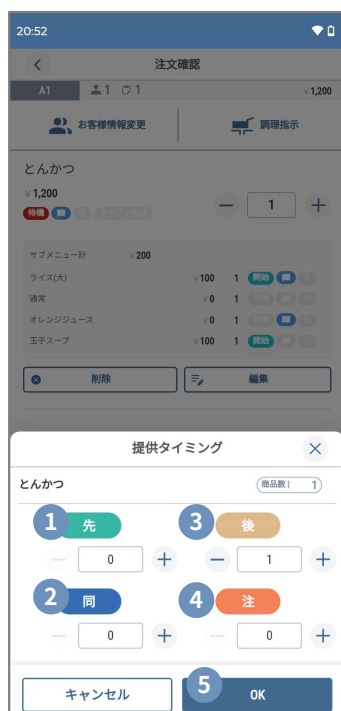 20:52
注文確認
A1 1 1 ¥1,200
お客様情報変更 調理指示
とんかつ
¥1,200
待機
1
サブメニュー計 ¥200
ライス(大) ¥100 1 開始
通常 ¥0 1
オレンジジュース ¥0 1
玉子スープ ¥100 1 開始
削除 編集
提供タイミング
とんかつ 商品数 | 1
1 先 3 後
0 1
2 同 4 注
0 0
キャンセル 5 OK